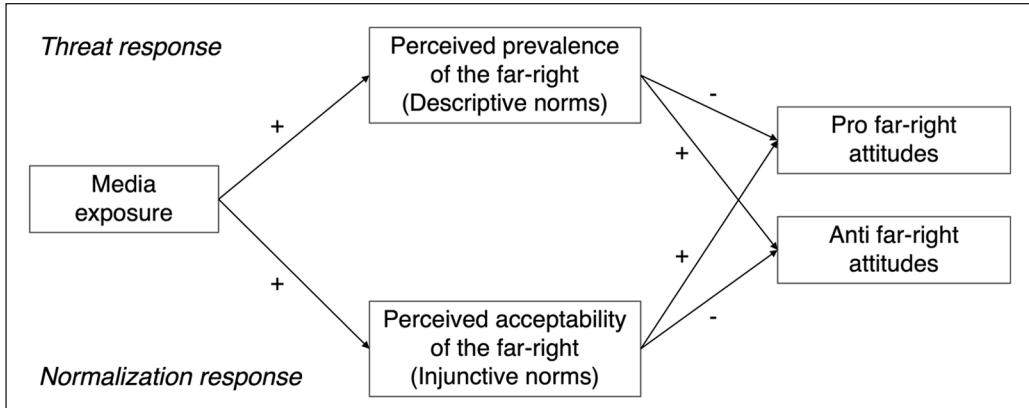 Threat response
Perceived prevalence
of the far-right
(Descriptive norms)
-
+
+
Pro far-right
attitudes
Media
exposure
Anti far-right
attitudes
+
+
-
Perceived acceptability
of the far-right
(Injunctive norms)
Normalization response